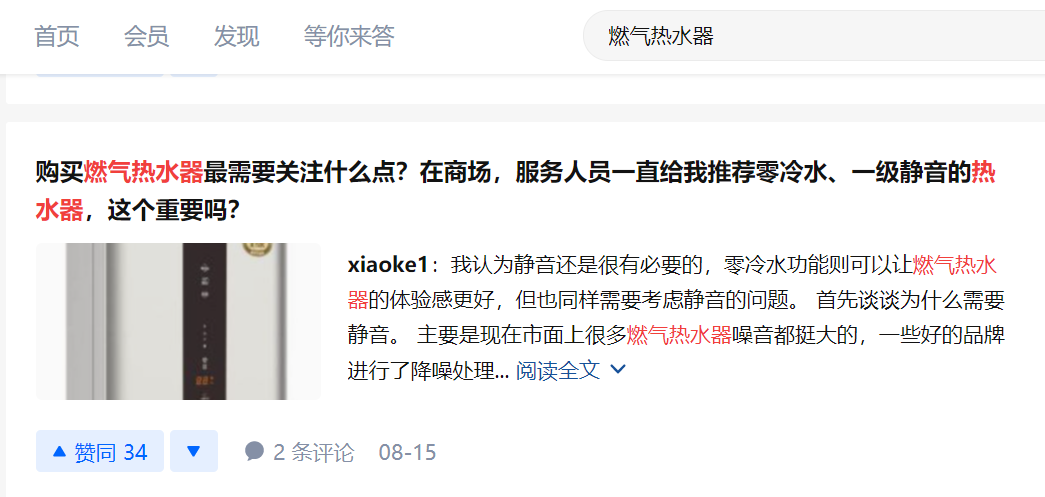 首页 会员 发现 等你来答 燃气热水器
购买燃气热水器最需要关注什么点？在商场，服务人员一直给我推荐零冷水、一级静音的热
水器，这个重要吗？
xiaoke1：我认为静音还是很有必要的，零冷水功能则可以让燃气热水
器的体验感更好，但也同样需要考虑静音的问题。 首先谈谈为什么需要
静音。 主要是现在市面上很多燃气热水器噪音都挺大的，一些好的品牌
进行了降噪处理... 阅读全文
赞同 34 2 条评论 08-15